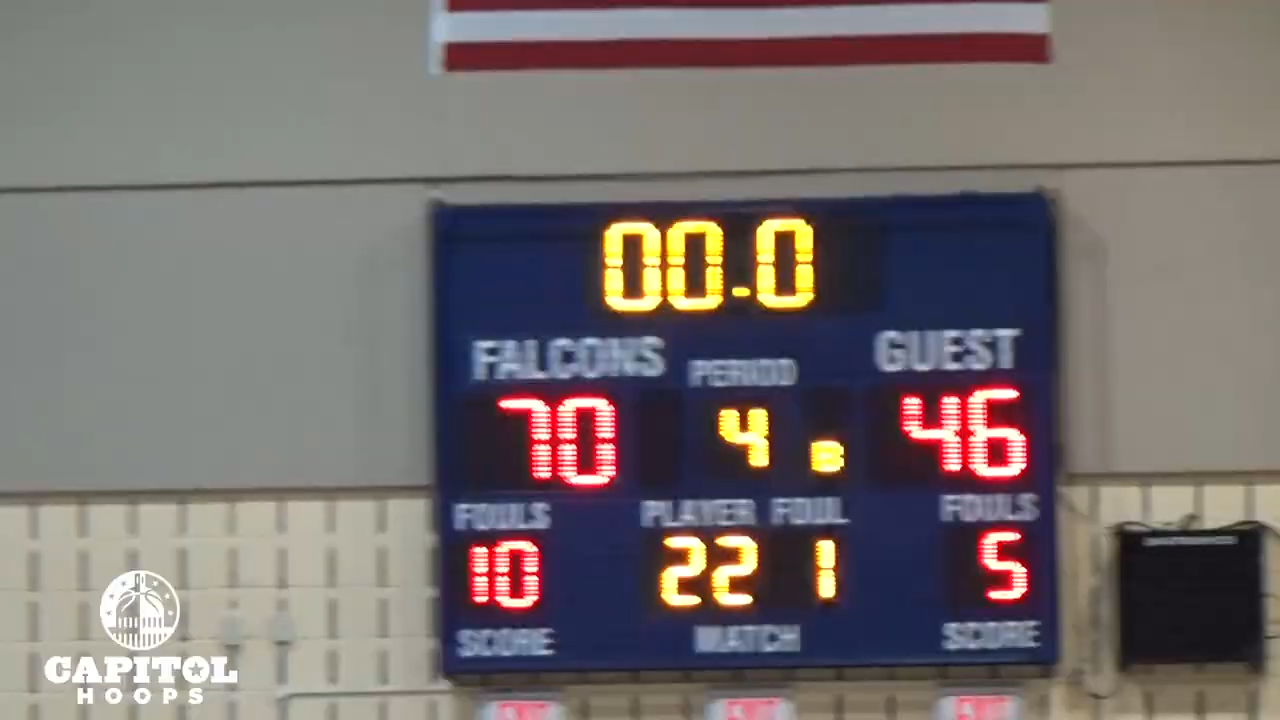 00.0
FALCONS PERIOD GUEST
70 4 46
FOULS PLAYER FOUL FOULS
10 22 1 5
SCORE MATCH SCORE
CAPITOL
HOOPS